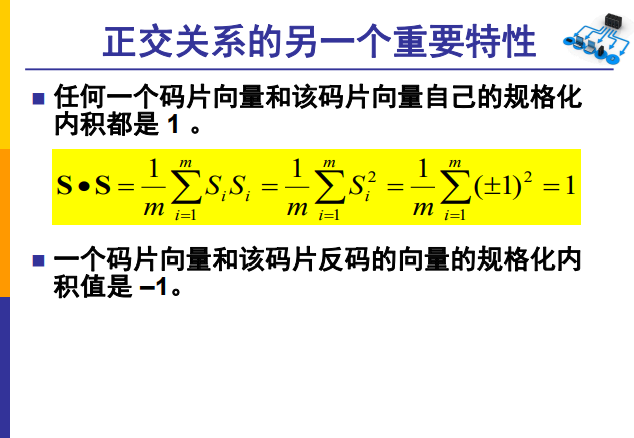 正交关系的另一个重要特性
■ 任何一个码片向量和该码片向量自己的规格化
内积都是 1 。
S • S = \frac{1}{m} \sum_{i=1}^{m} S_i S_i = \frac{1}{m} \sum_{i=1}^{m} S_i^2 = \frac{1}{m} \sum_{i=1}^{m} (±1)^2 = 1
■ 一个码片向量和该码片反码的向量的规格化内
积值是 –1。